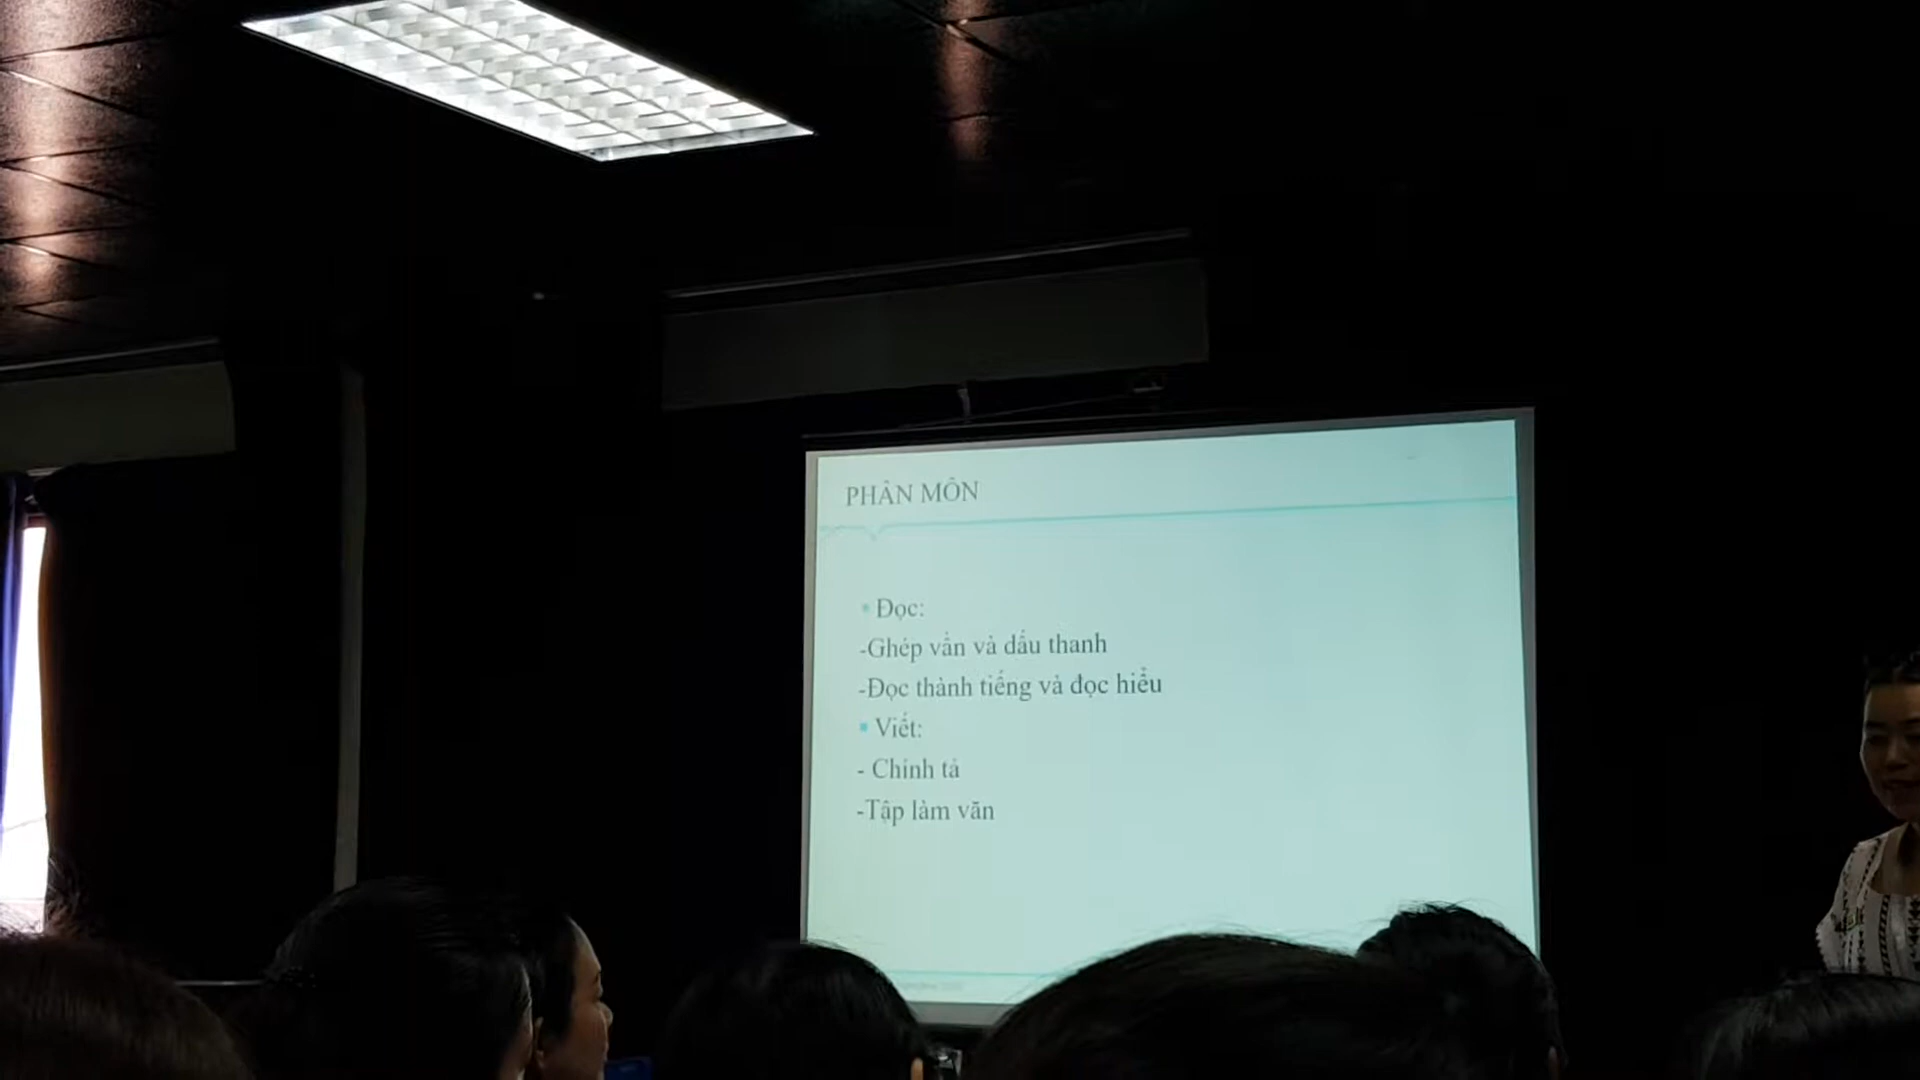 PHÂN MÔN
Đọc:
-Ghép vần và dấu thanh
-Đọc thành tiếng và đọc hiểu
Viết:
- Chính tả
-Tập làm văn